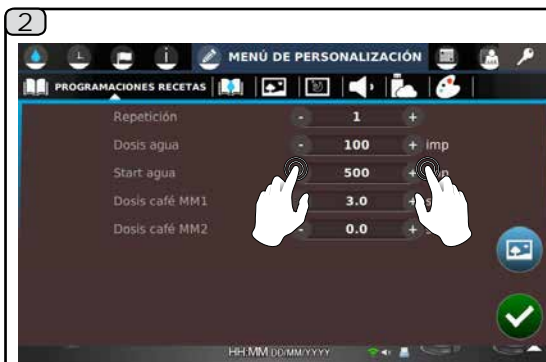 2
MENÚ DE PERSONALIZACIÓN
PROGRAMACIONES RECETAS
Repetición - 1 +
Dosis agua - 100 + imp
Start agua - 500 +
Dosis café MM1 3.0 + s
Dosis café MM2 - 0.0 +
HH:MM DD/MM/YYYY